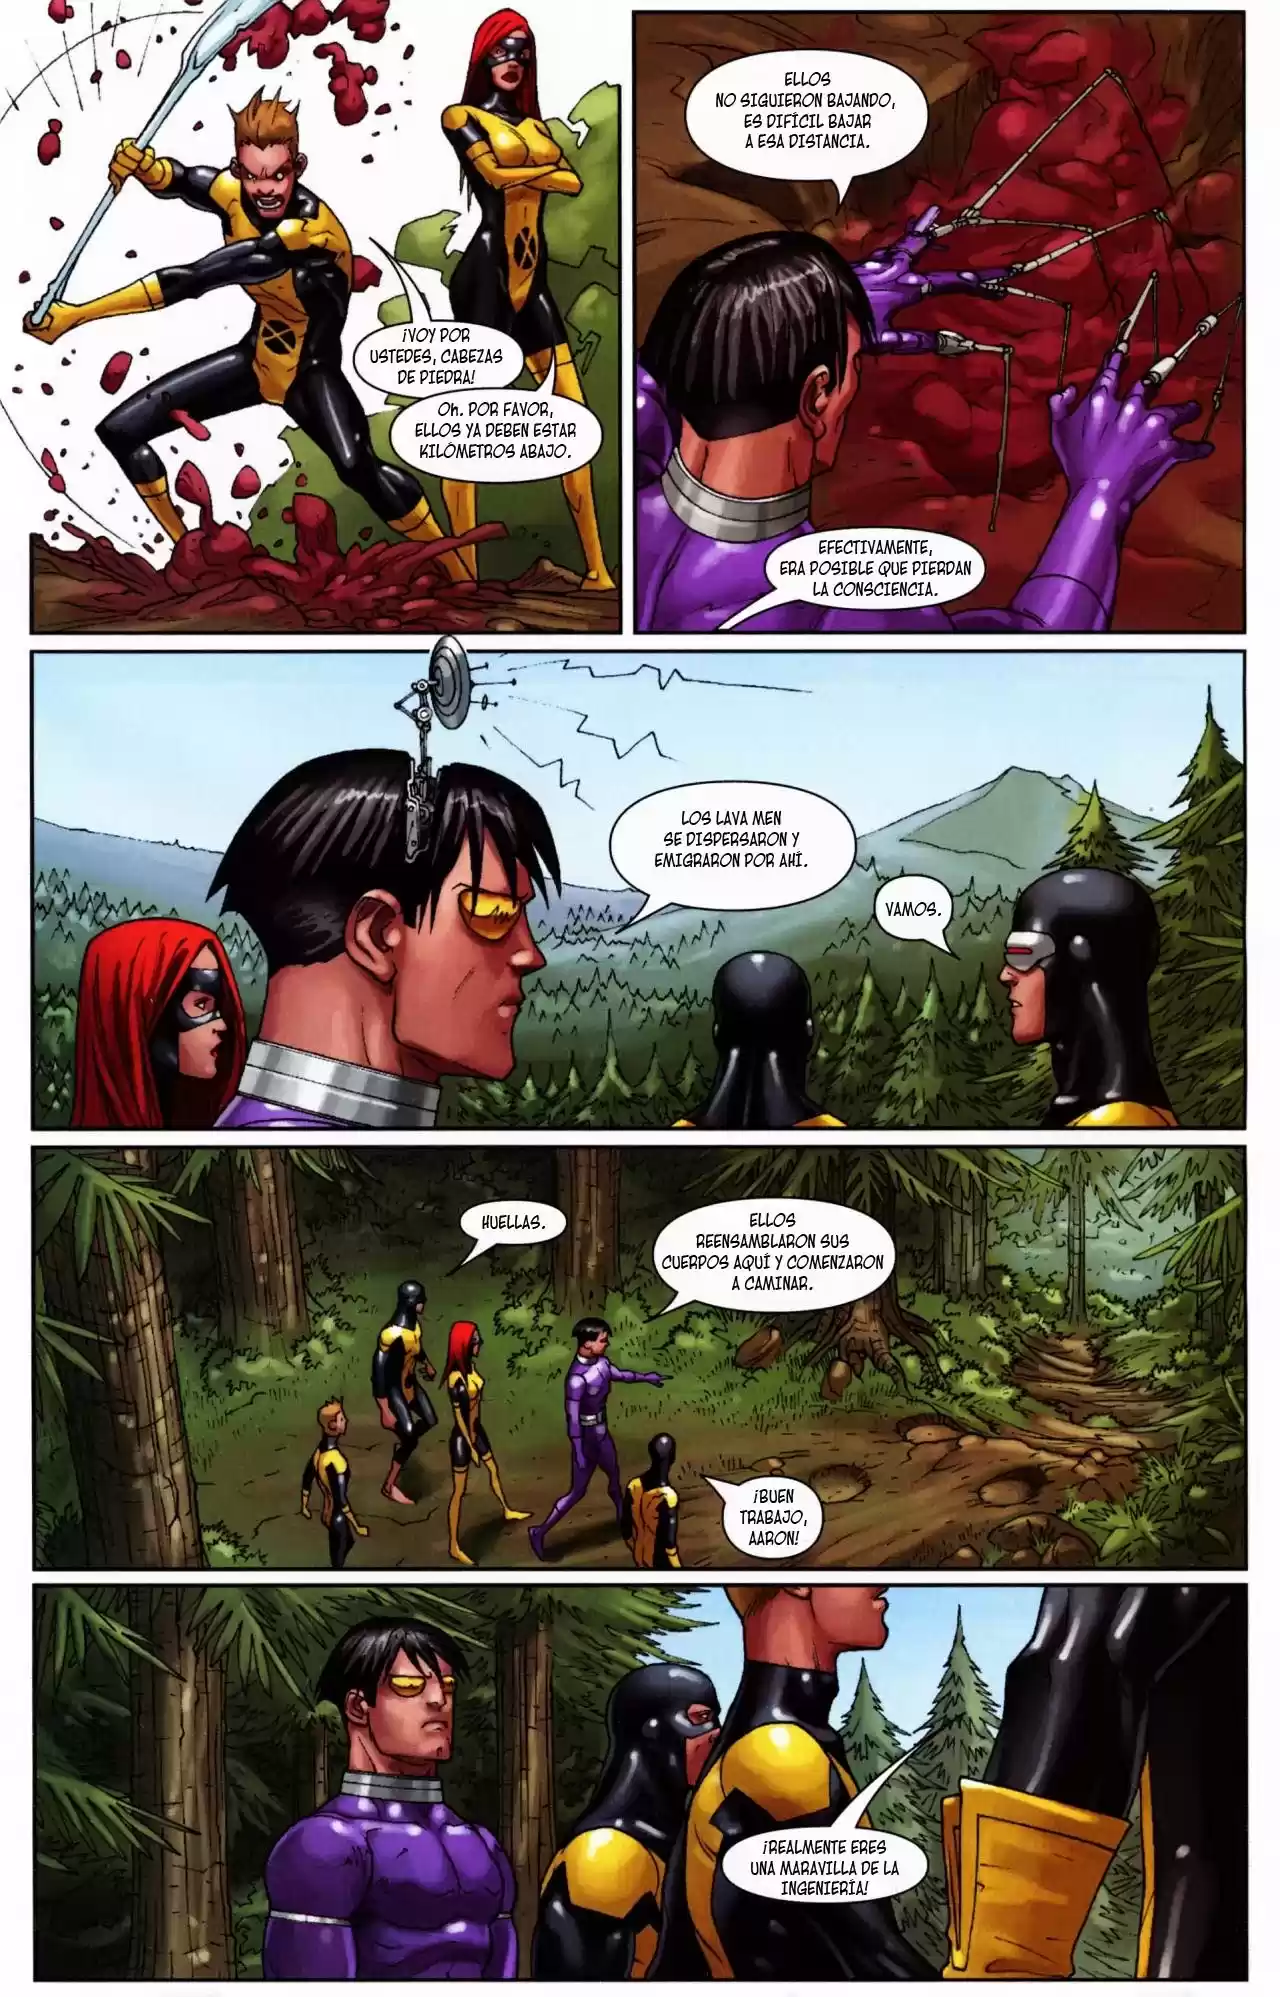 ¡VOY POR
USTEDES, CABEZAS
DE PIEDRA!
Oh. POR FAVOR,
ELLOS YA DEBEN ESTAR
KILÓMETROS ABAJO.
ELLOS
NO SIGUIERON BAJANDO,
ES DIFÍCIL BAJAR
A ESA DISTANCIA.
EFECTIVAMENTE,
ERA POSIBLE QUE PIERDAN
LA CONSCIENCIA.
LOS LAVA MEN
SE DISPERSARON Y
EMIGRARON POR AHÍ.
VAMOS.
HUELLAS.
ELLOS
REENSAMBLARON SUS
CUERPOS AQUÍ Y COMENZARON
A CAMINAR.
¡BUEN
TRABAJO,
AARON!
¡REALMENTE ERES
UNA MARAVILLA DE LA
INGENIERÍA!